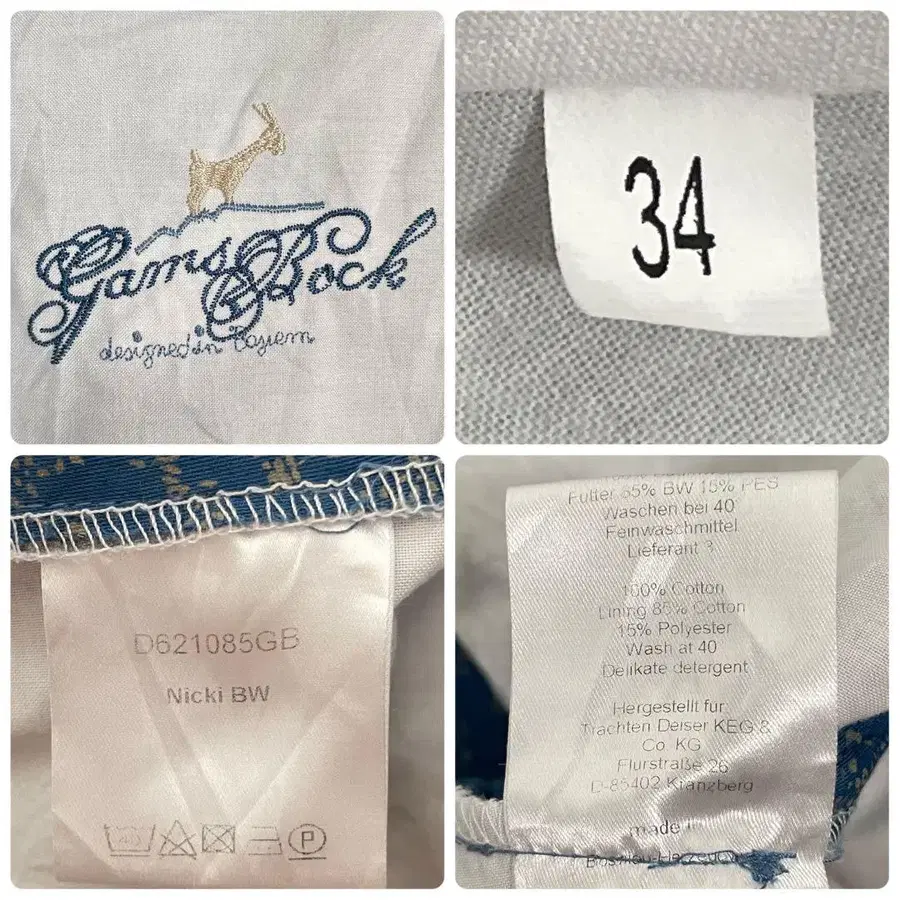 GamsBock
designed in bayern
34
D621085GB
Nicki BW
40
P
Futter 85% BW 15% PES
Waschen bei 40
Feinwaschmittel
Lieferant 3
100% Cotton
Lining 85% Cotton
15% Polyester
Wash at 40
Delikate detergent
Hergestellt für:
Trachten Deiser KEG &
Co. KG
Flurstraße 26
D-85402 Kranzberg
made in